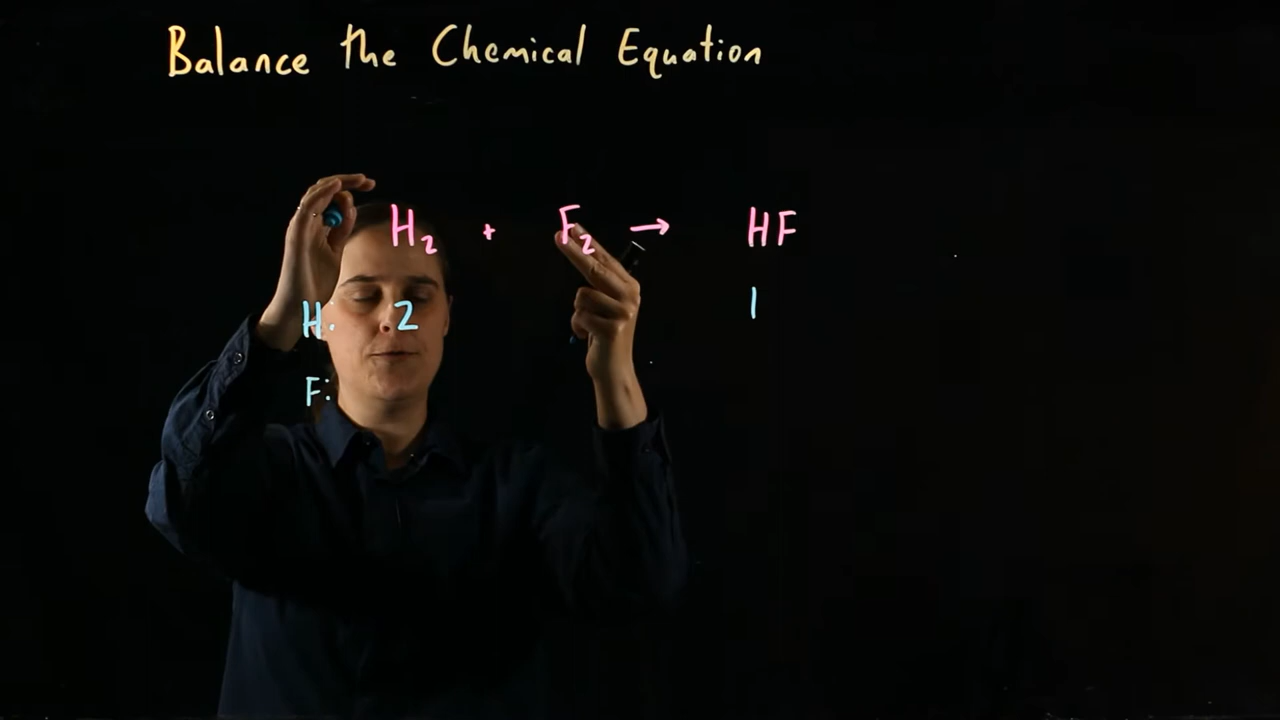 Balance the Chemical Equation
H₂ + F₂ → HF
H: 2 1
F: